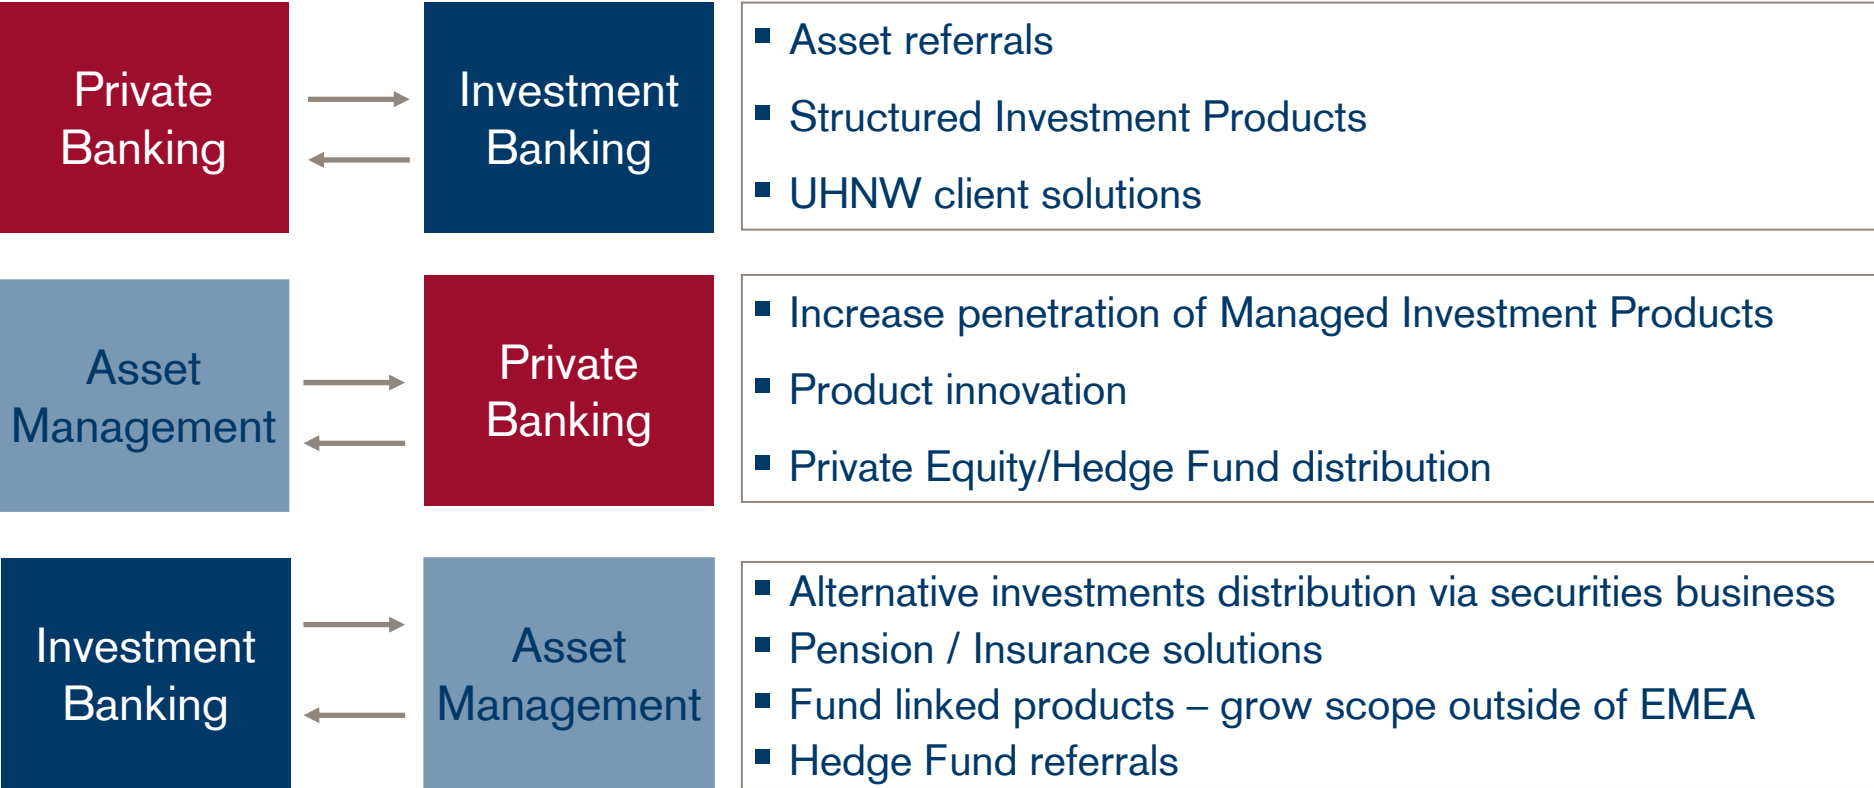 Private
Banking
Investment
Banking
▪ Asset referrals
▪ Structured Investment Products
▪ UHNW client solutions
Asset
Management
Private
Banking
▪ Increase penetration of Managed Investment Products
▪ Product innovation
▪ Private Equity/Hedge Fund distribution
Investment
Banking
Asset
Management
▪ Alternative investments distribution via securities business
▪ Pension / Insurance solutions
▪ Fund linked products – grow scope outside of EMEA
▪ Hedge Fund referrals